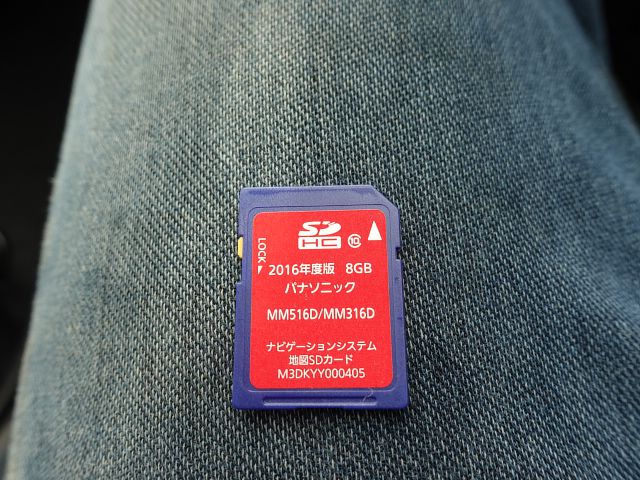 SD
HC 10
LOCK
2016年度版 8GB
パナソニック
MM516D/MM316D
ナビゲーションシステム
地図SDカード
M3DKYY000405